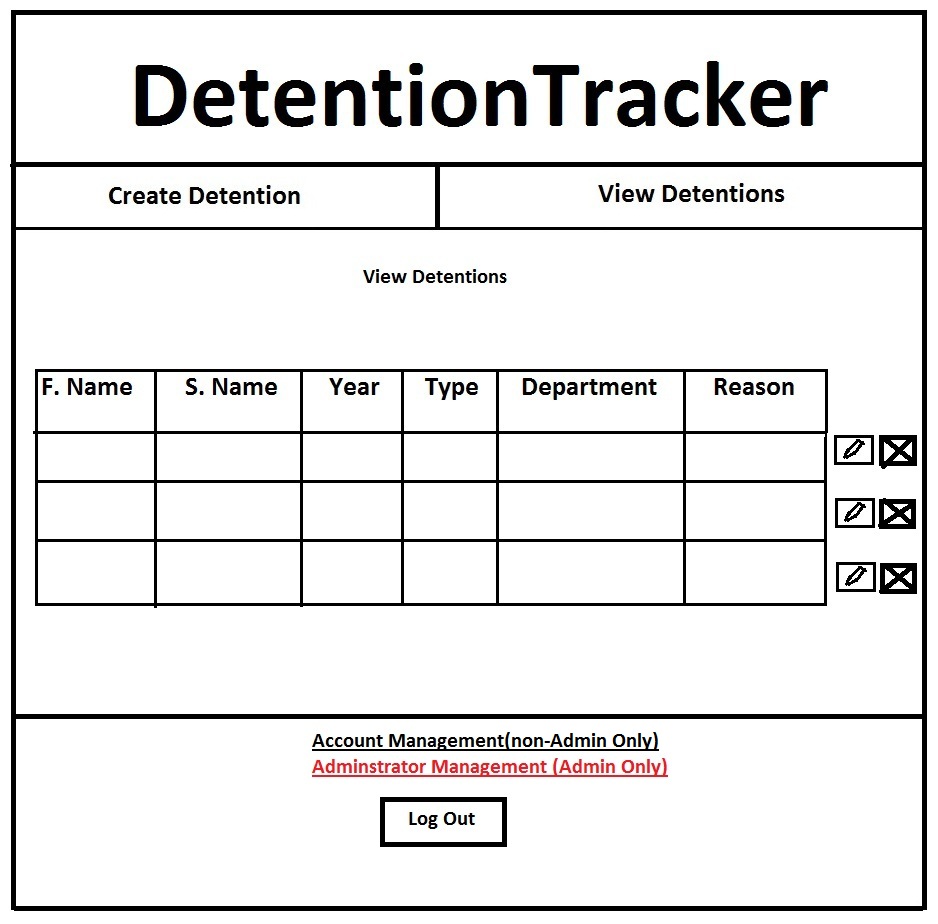 DetentionTracker
Create Detention View Detentions
View Detentions
F. Name S. Name Year Type Department Reason
Account Management(non-Admin Only)
Adminstrator Management (Admin Only)
Log Out